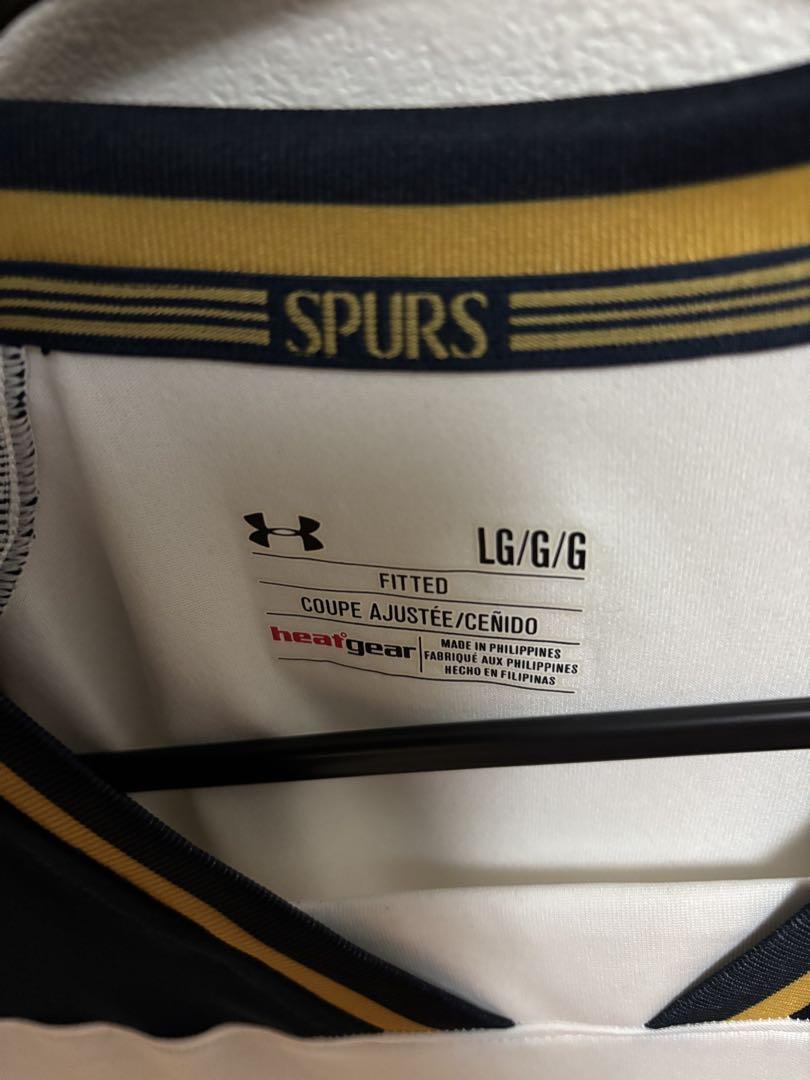 SPURS
LG/G/G
FITTED
COUPE AJUSTÉE/CEÑIDO
heatgear
MADE IN PHILIPPINES
FABRIQUÉ AUX PHILIPPINES
HECHO EN FILIPINAS